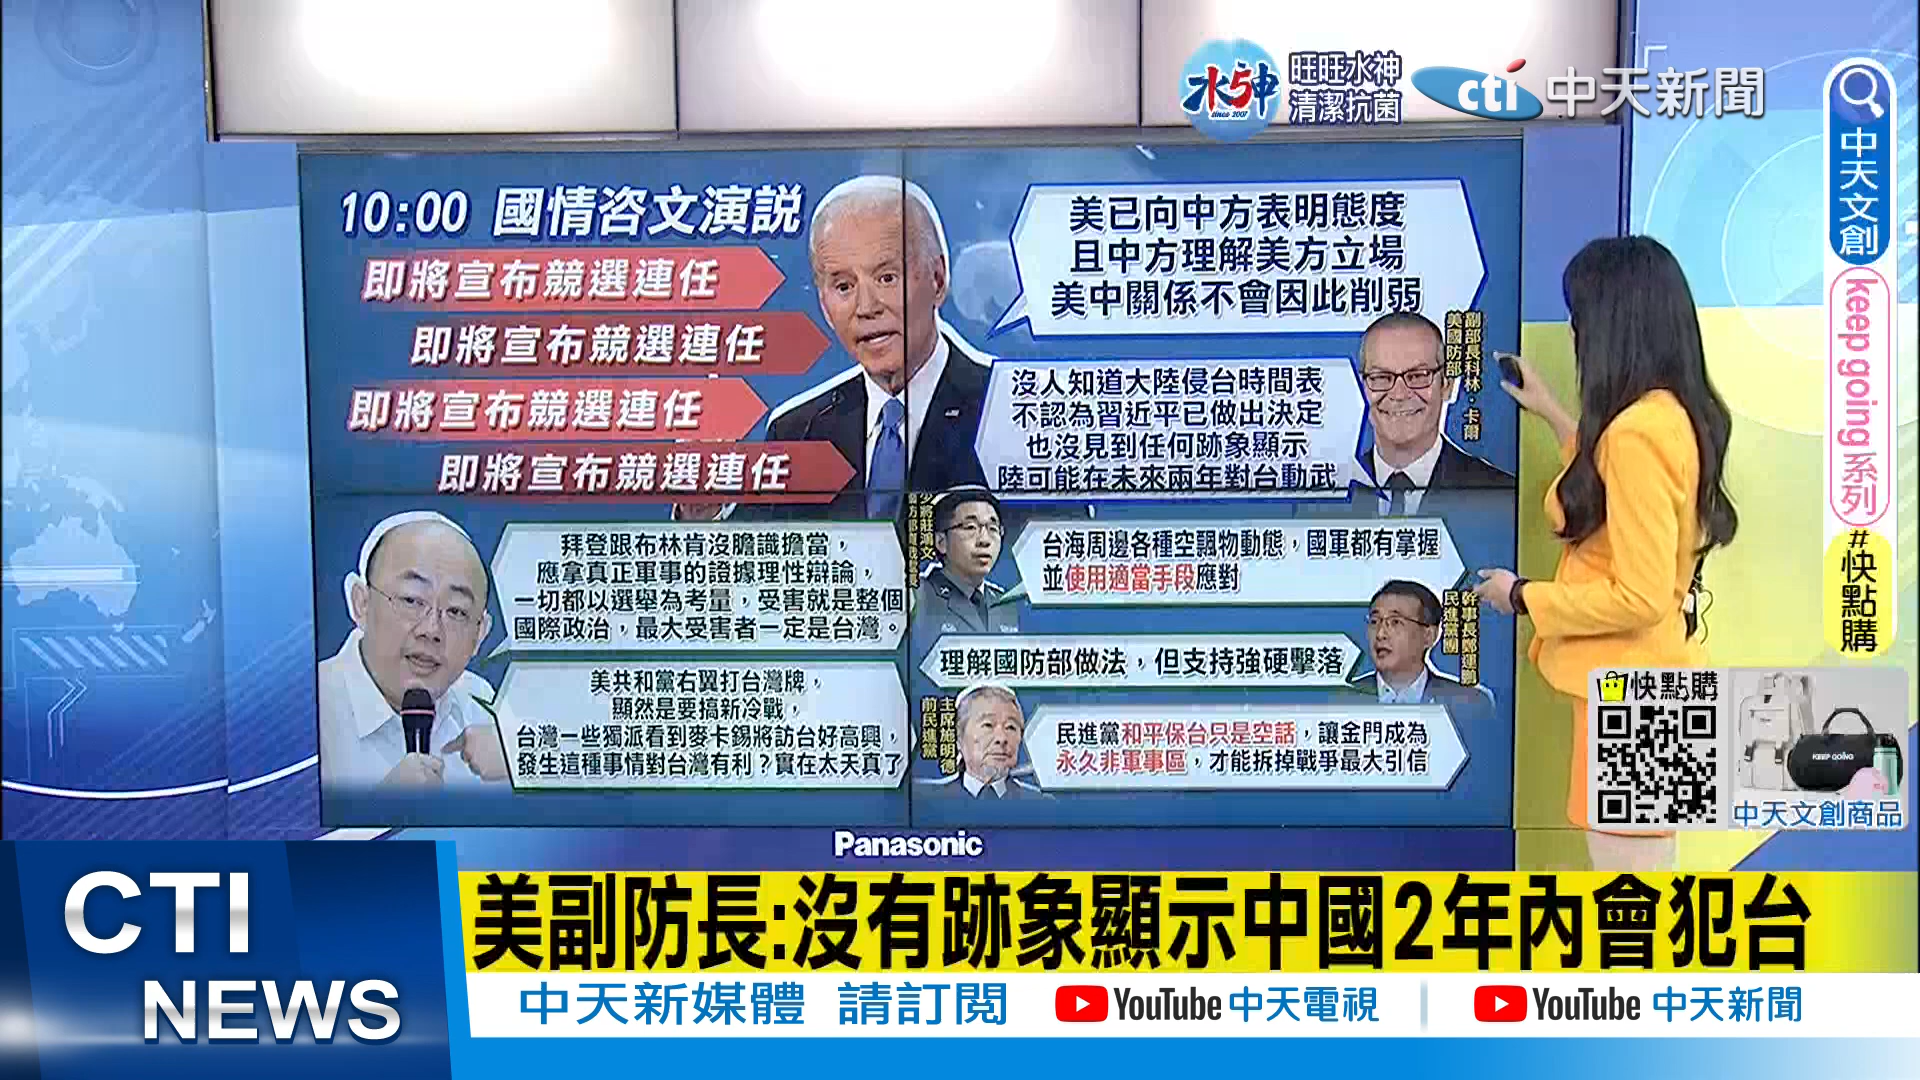 水神
since 2007
旺旺水神
清潔抗菌
cti 中天新聞
中天文創
keep going 系列
#快點購
10:00 國情咨文演説
即將宣布競選連任
即將宣布競選連任
即將宣布競選連任
即將宣布競選連任
美已向中方表明態度
且中方理解美方立場
美中關係不會因此削弱
美國防部
副部長科林·卡爾
沒人知道大陸侵台時間表
不認為習近平已做出決定
也沒見到任何跡象顯示
陸可能在未來兩年對台動武
拜登跟布林肯沒膽識擔當，
應拿真正軍事的證據理性辯論，
一切都以選舉為考量，受害就是整個
國際政治，最大受害者一定是台灣。
美共和黨右翼打台灣牌，
顯然是要搞新冷戰，
台灣一些獨派看到麥卡錫將訪台好高興，
發生這種事情對台灣有利？實在太天真了
少將莊鴻文
台海周邊各種空飄物動態，國軍都有掌握
並使用適當手段應對
民進黨團
幹事長鄭運鵬
理解國防部做法，但支持強硬擊落
前民進黨
主席施明德
民進黨和平保台只是空話，讓金門成為
永久非軍事區，才能拆掉戰爭最大引信
快點購
KEEP GOING
中天文創商品
Panasonic
CTI
NEWS
美副防長:沒有跡象顯示中國2年內會犯台
中天新媒體 請訂閱 YouTube 中天電視 | YouTube 中天新聞